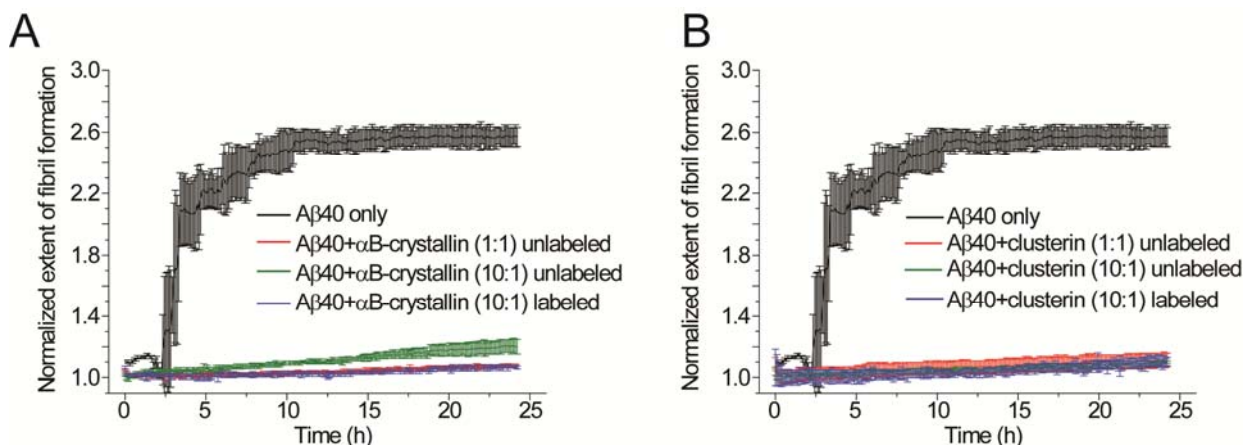 A
Normalized extent of fibril formation
3.0
2.6
2.2
1.8
1.4
1.0
Aβ40 only
Aβ40+αB-crystallin (1:1) unlabeled
Aβ40+αB-crystallin (10:1) unlabeled
Aβ40+αB-crystallin (10:1) labeled
0 5 10 15 20 25
Time (h)
B
Normalized extent of fibril formation
3.0
2.6
2.2
1.8
1.4
1.0
Aβ40 only
Aβ40+clusterin (1:1) unlabeled
Aβ40+clusterin (10:1) unlabeled
Aβ40+clusterin (10:1) labeled
0 5 10 15 20 25
Time (h)